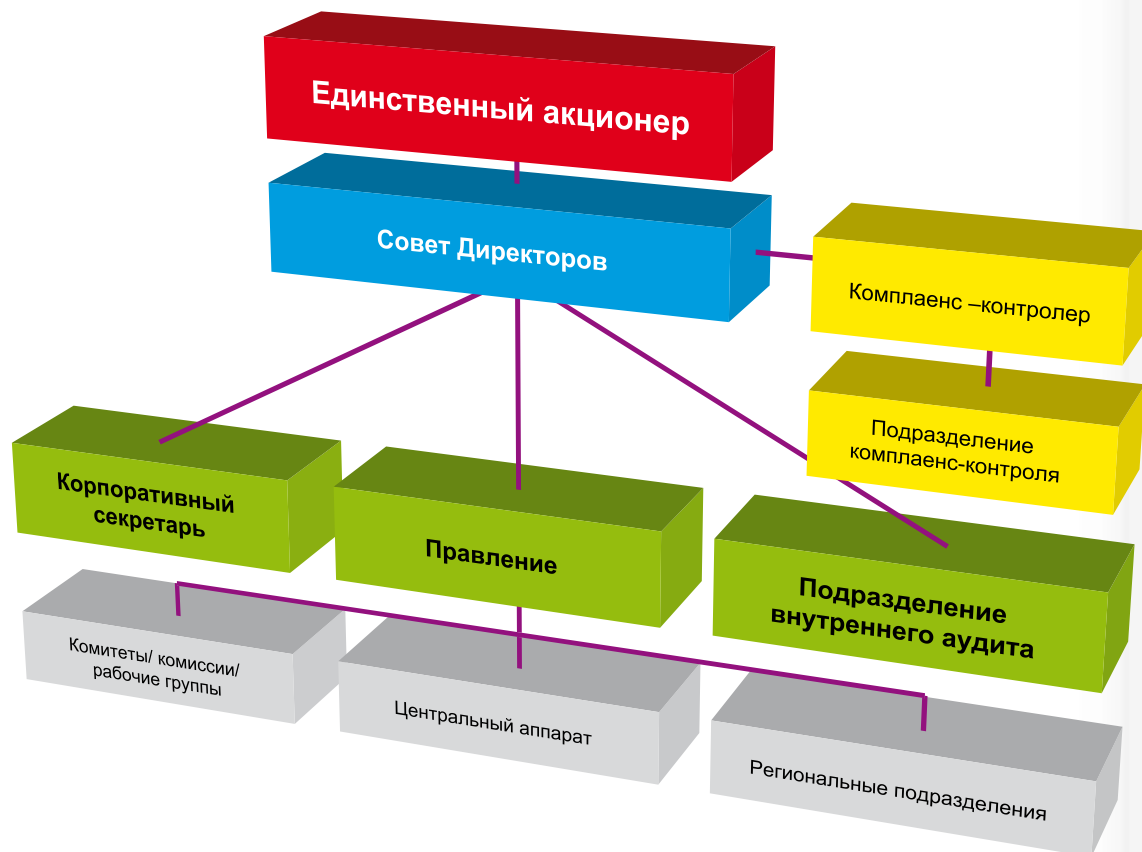 Единственный акционер
Совет Директоров
Комплаенс –контролер
Подразделение
комплаенс-контроля
Корпоративный
секретарь
Правление
Подразделение
внутреннего аудита
Комитеты/ комиссии/
рабочие группы
Центральный аппарат
Региональные подразделения